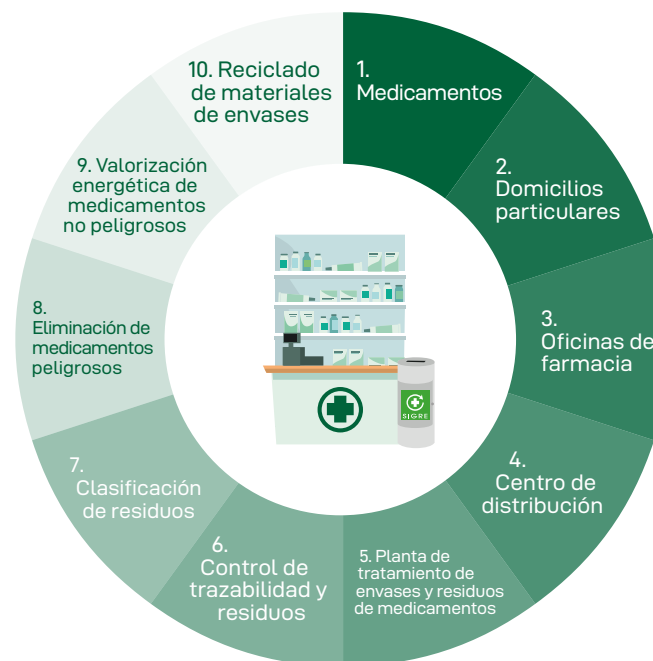 1.
Medicamentos
2.
Domicilios
particulares
3.
Oficinas de
farmacia
4.
Centro de
distribución
5. Planta de
tratamiento de
envases y residuos
de medicamentos
6.
Control de
trazabilidad y
residuos
7.
Clasificación
de residuos
8.
Eliminación de
medicamentos
peligrosos
9. Valorización
energética de
medicamentos
no peligrosos
10. Reciclado
de materiales
de envases
SIGRE